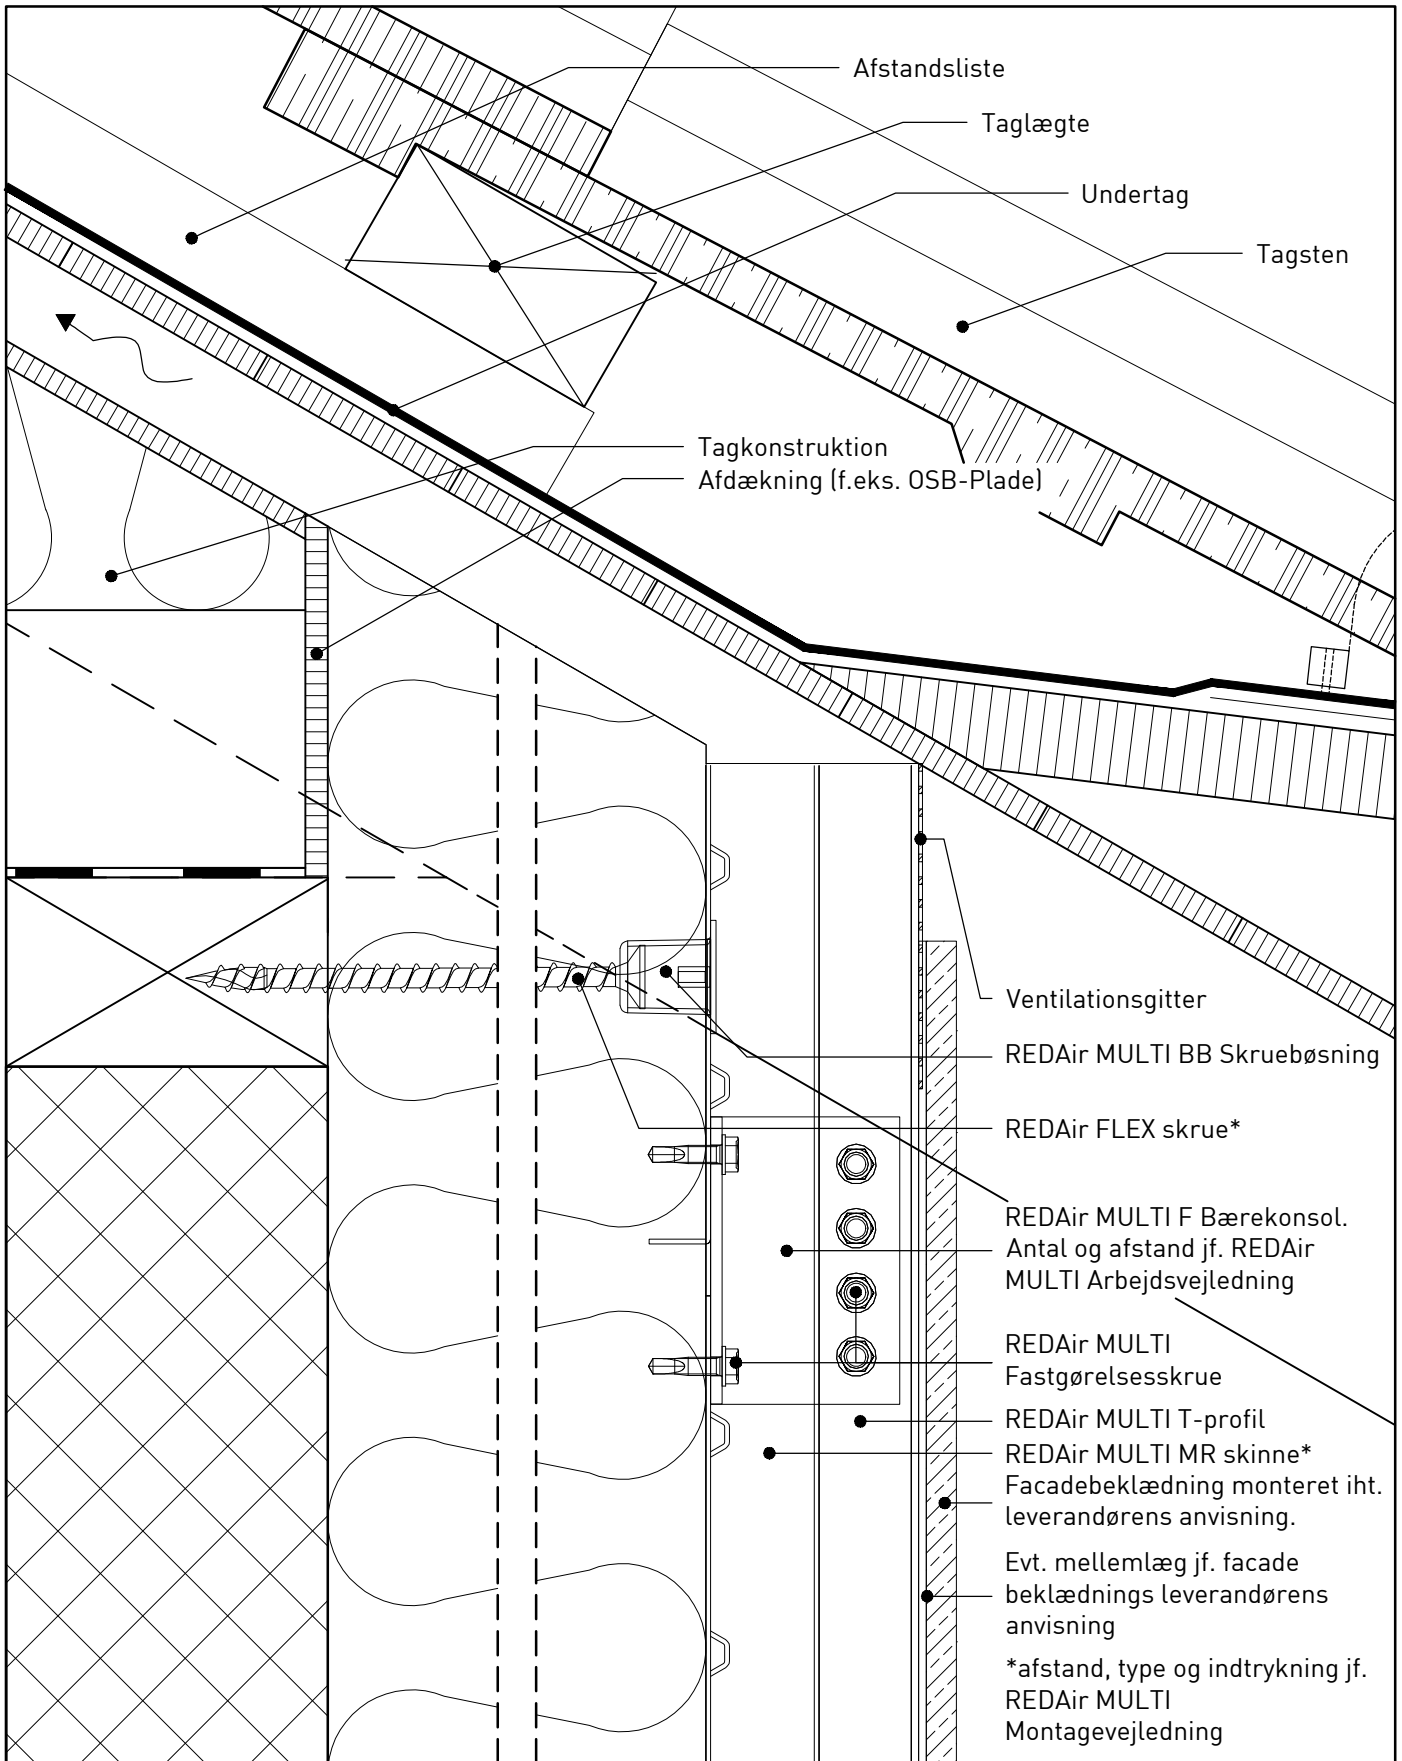 Afstandsliste
Taglægte
Undertag
Tagsten
Tagkonstruktion
Afdækning (f.eks. OSB-Plade)
Ventilationsgitter
REDAir MULTI BB Skruebøsning
REDAir FLEX skrue*
REDAir MULTI F Bærekonsol.
Antal og afstand jf. REDAir
MULTI Arbejdsvejledning
REDAir MULTI
Fastgørelsesskrue
REDAir MULTI T-profil
REDAir MULTI MR skinne*
Facadebeklædning monteret iht.
leverandørens anvisning.
Evt. mellemlæg jf. facade
beklædnings leverandørens
anvisning
*afstand, type og indtrykning jf.
REDAir MULTI
Montagevejledning